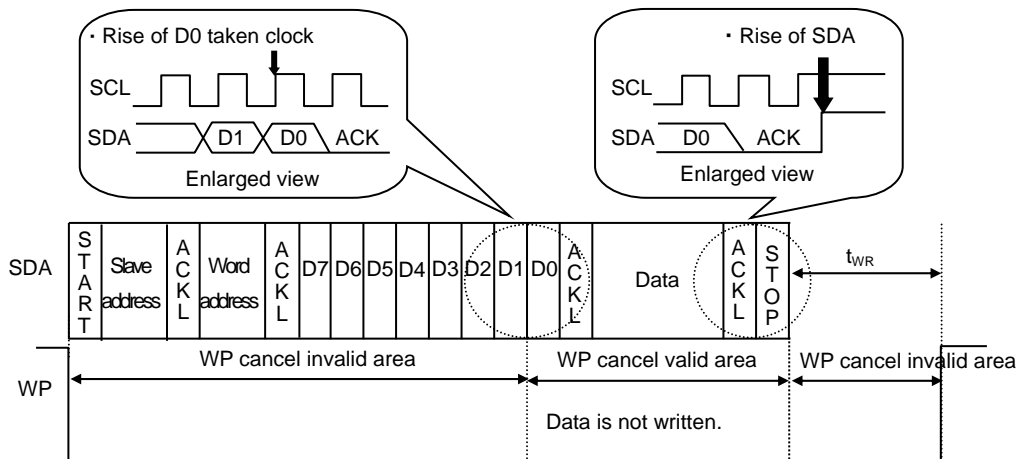 ・Rise of D0 taken clock
SCL
SDA D1 D0 ACK
Enlarged view
・Rise of SDA
SCL
SDA D0 ACK
Enlarged view
SDA START Slave address ACKL Word address ACKL D7 D6 D5 D4 D3 D2 D1 D0 ACKL Data ACKL STOP tWR
WP cancel invalid area WP cancel valid area WP cancel invalid area
WP
Data is not written.